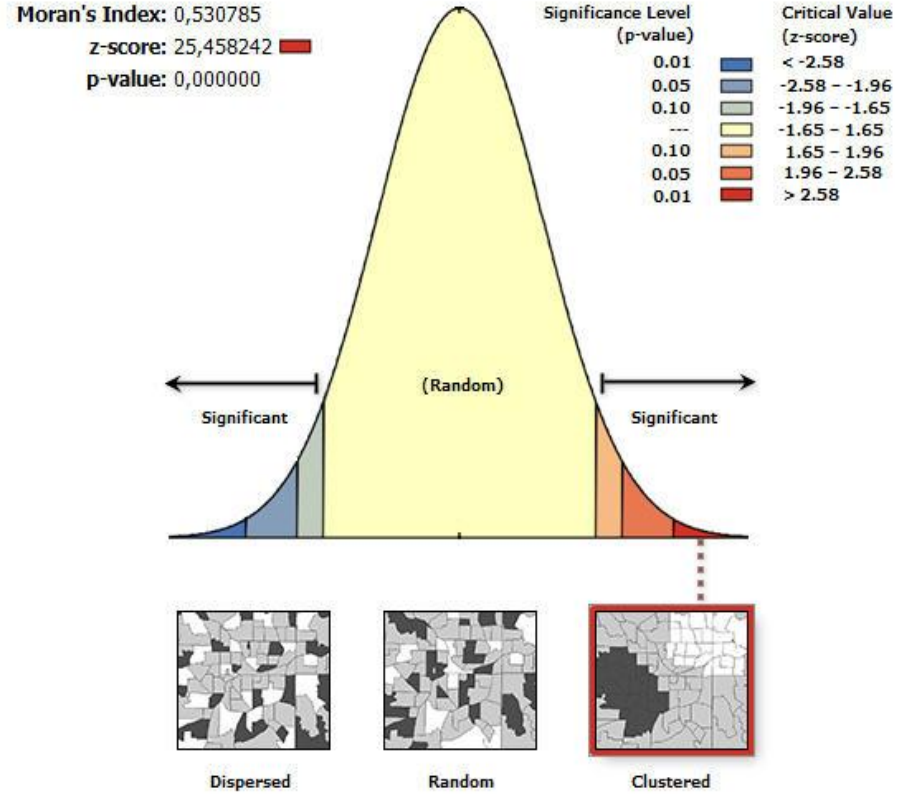 Moran's Index: 0,530785
z-score: 25,458242
p-value: 0,000000
Significance Level
(p-value)
Critical Value
(z-score)
0.01 < -2.58
0.05 -2.58 – -1.96
0.10 -1.96 – -1.65
--- -1.65 – 1.65
0.10 1.65 – 1.96
0.05 1.96 – 2.58
0.01 > 2.58
(Random)
Significant
Significant
Dispersed
Random
Clustered